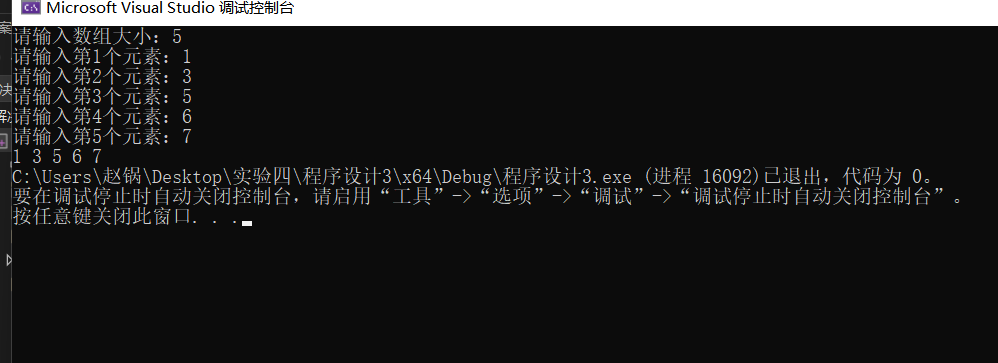 Microsoft Visual Studio 调试控制台
请输入数组大小：5
请输入第1个元素：1
请输入第2个元素：3
请输入第3个元素：5
请输入第4个元素：6
请输入第5个元素：7
1 3 5 6 7
C:\Users\赵锅\Desktop\实验四\程序设计3\x64\Debug\程序设计3.exe (进程 16092)已退出，代码为 0。
要在调试停止时自动关闭控制台，请启用“工具”->“选项”->“调试”->“调试停止时自动关闭控制台”。
按任意键关闭此窗口. . .